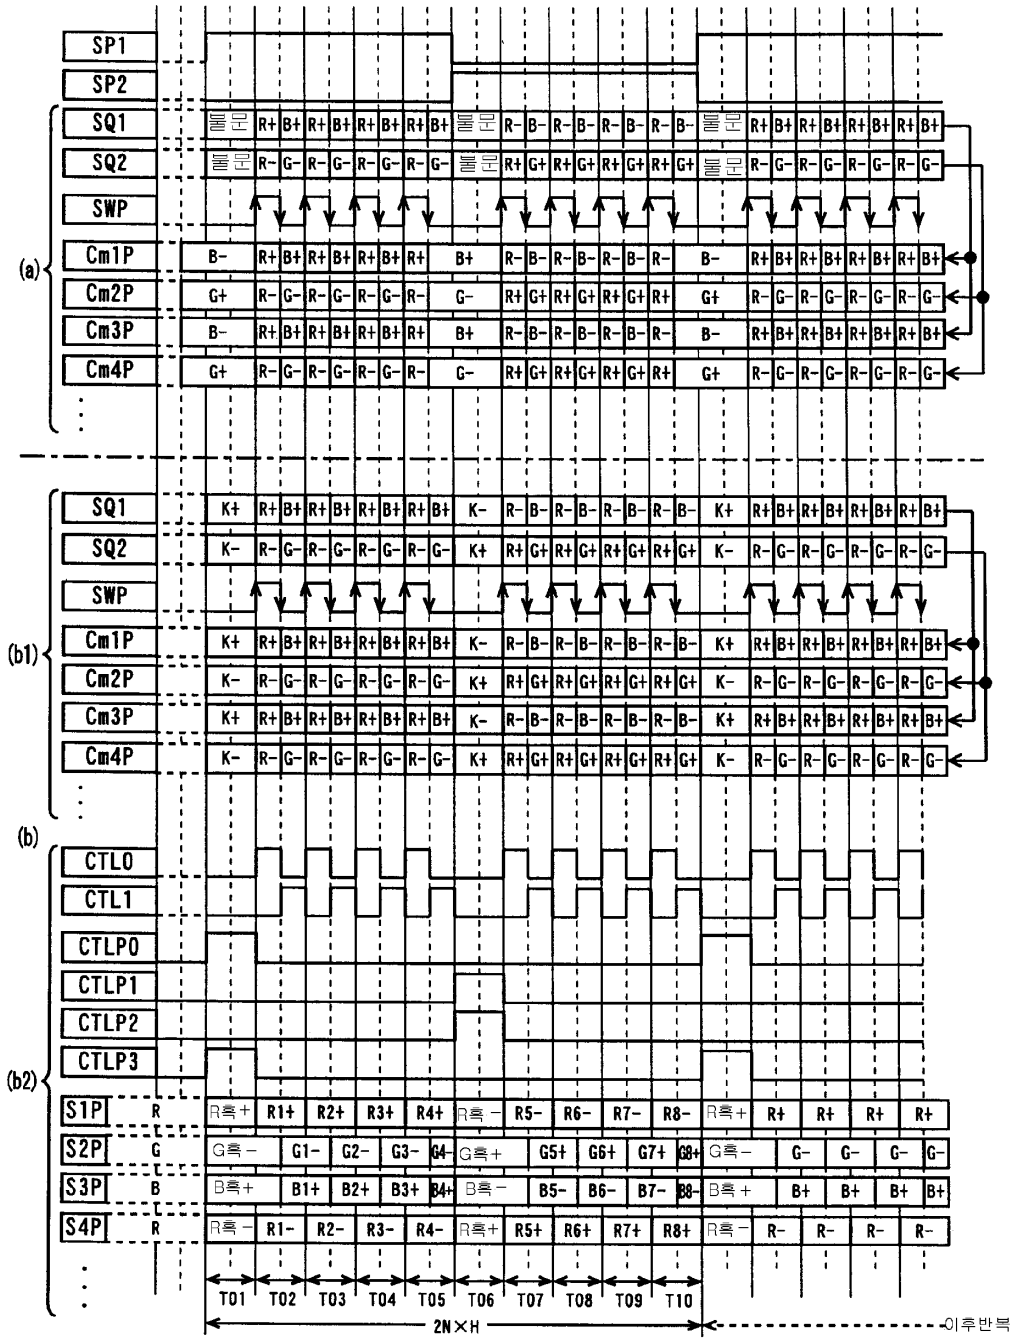 SP1
SP2
(a)
SQ1 불문 R+ B+ R+ B+ R+ B+ R+ B+ 불문 R- B- R- B- R- B- R- B- 불문 R+ B+ R+ B+ R+ B+ R+ B+
SQ2 불문 R- G- R- G- R- G- R- G- 불문 R+ G+ R+ G+ R+ G+ R+ G+ 불문 R- G- R- G- R- G- R- G-
SWP
Cm1P B- R+ B+ R+ B+ R+ B+ R+ B+ R- B- R- B- R- B- R- B- R+ B+ R+ B+ R+ B+ R+ B+
Cm2P G+ R- G- R- G- R- G- R- G- R+ G+ R+ G+ R+ G+ R+ G+ R- G- R- G- R- G- R- G-
Cm3P B- R+ B+ R+ B+ R+ B+ R+ B+ R- B- R- B- R- B- R- B- R+ B+ R+ B+ R+ B+ R+ B+
Cm4P G+ R- G- R- G- R- G- R- G- R+ G+ R+ G+ R+ G+ R+ G+ R- G- R- G- R- G- R- G-
(b)
(b1)
SQ1 K+ R+ B+ R+ B+ R+ B+ R+ B+ K- R- B- R- B- R- B- R- B- K+ R+ B+ R+ B+ R+ B+ R+ B+
SQ2 K- R- G- R- G- R- G- R- G- K+ R+ G+ R+ G+ R+ G+ R+ G+ K- R- G- R- G- R- G- R- G-
SWP
Cm1P K+ R+ B+ R+ B+ R+ B+ R+ B+ K- R- B- R- B- R- B- R- B- K+ R+ B+ R+ B+ R+ B+ R+ B+
Cm2P K- R- G- R- G- R- G- R- G- K+ R+ G+ R+ G+ R+ G+ R+ G+ K- R- G- R- G- R- G- R- G-
Cm3P K+ R+ B+ R+ B+ R+ B+ R+ B+ K- R- B- R- B- R- B- R- B- K+ R+ B+ R+ B+ R+ B+ R+ B+
Cm4P K- R- G- R- G- R- G- R- G- K+ R+ G+ R+ G+ R+ G+ R+ G+ K- R- G- R- G- R- G- R- G-
(b2)
CTL0
CTL1
CTLP0
CTLP1
CTLP2
CTLP3
S1P R R흑+ R1+ R2+ R3+ R4+ R흑- R5- R6- R7- R8- R흑+ R+ R+ R+ R+
S2P G G흑- G1- G2- G3- G4- G흑+ G5+ G6+ G7+ G8+ G흑- G- G- G- G-
S3P B B흑+ B1+ B2+ B3+ B4+ B흑- B5- B6- B7- B8- B흑+ B+ B+ B+ B+
S4P R R흑- R1- R2- R3- R4- R흑+ R5+ R6+ R7+ R8+ R흑- R- R- R- R-
T01 T02 T03 T04 T05 T06 T07 T08 T09 T10
2N×H 이후반복